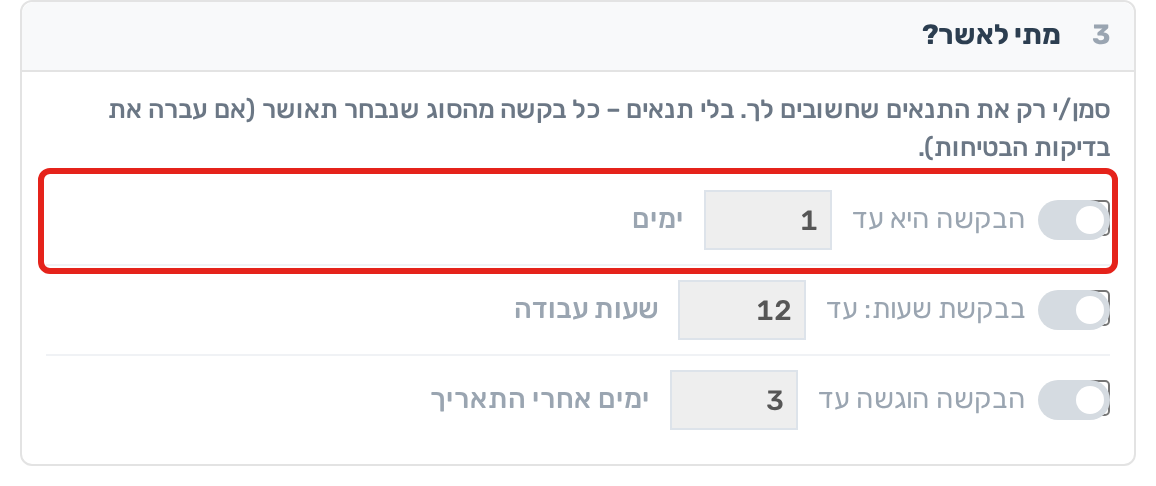 3 מתי לאשר?
סמן/י רק את התנאים שחשובים לך. בלי תנאים – כל בקשה מהסוג שנבחר תאושר (אם עברה את
בדיקות הבטיחות).
הבקשה היא עד 1 ימים
בבקשת שעות: עד 12 שעות עבודה
הבקשה הוגשה עד 3 ימים אחרי התאריך